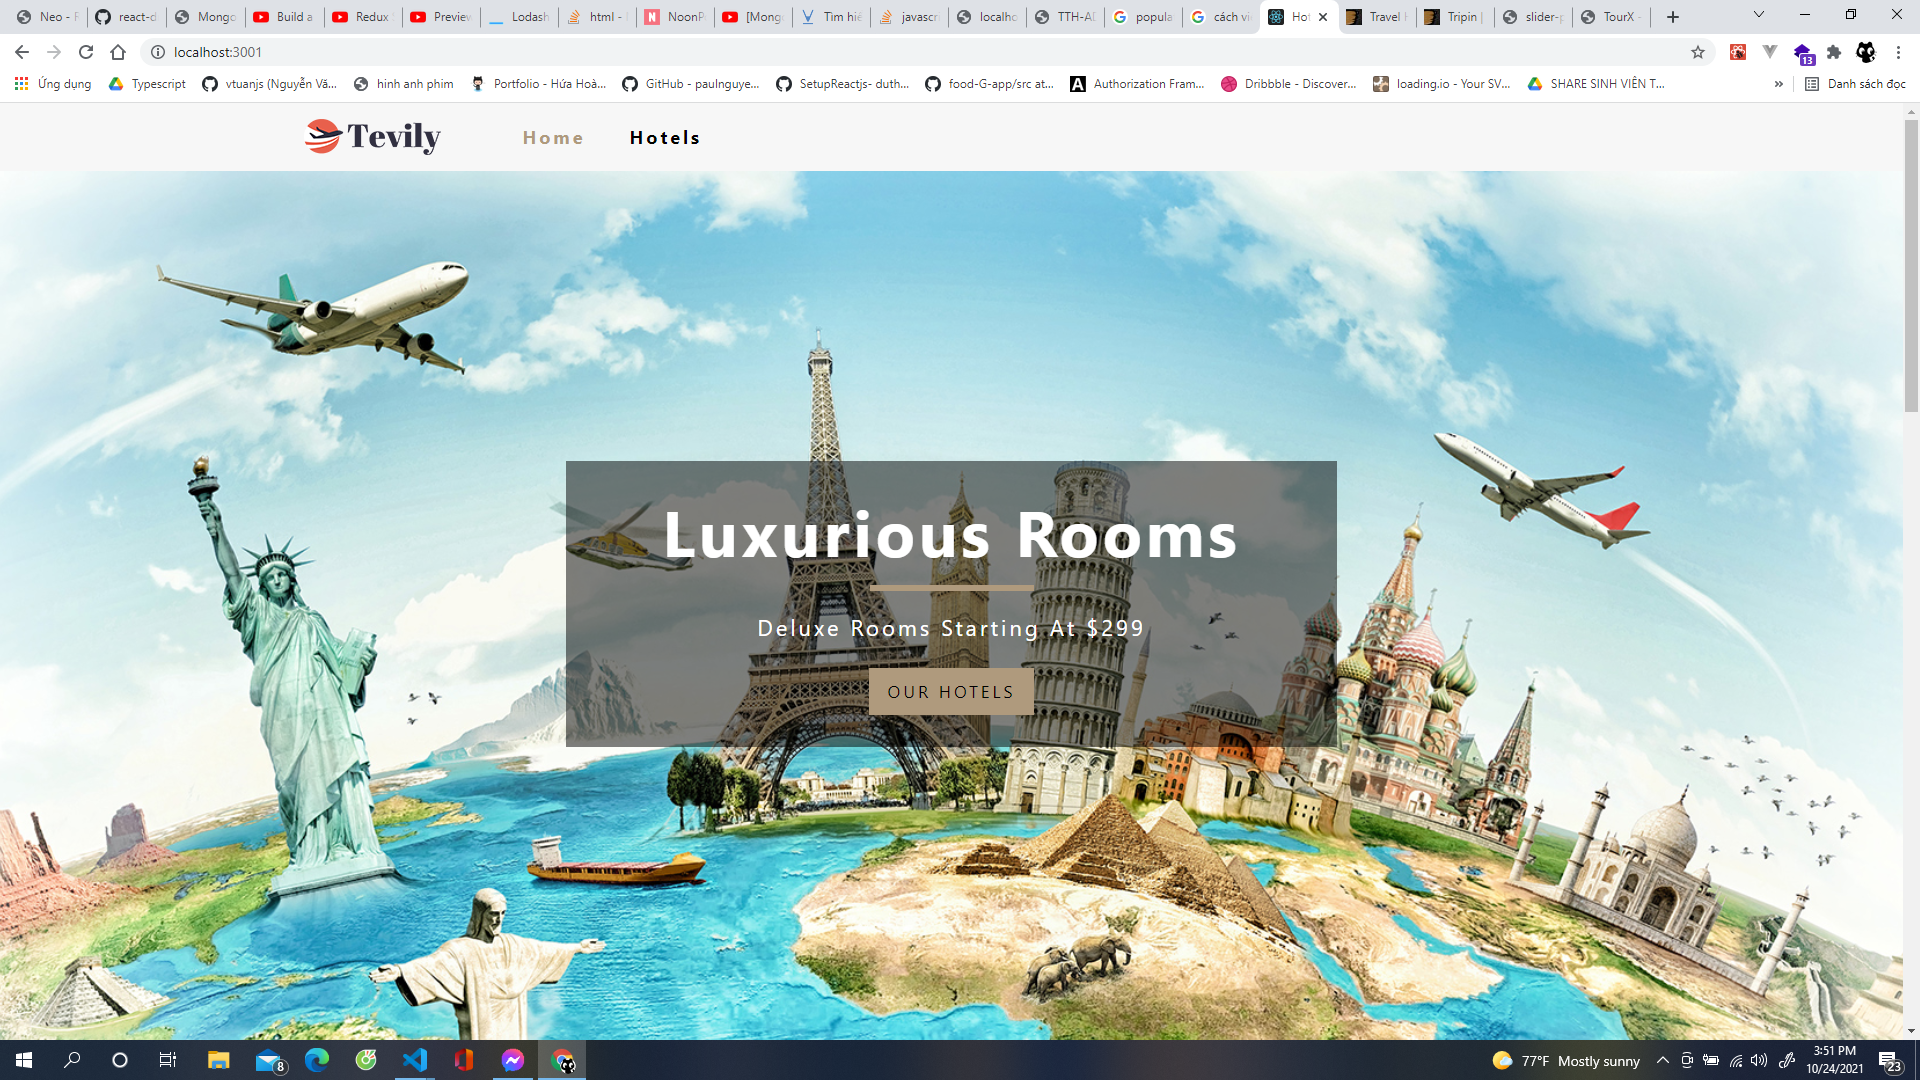 Neo - F
react-d
Mongo
Build a
Redux
Preview
Lodash
html -
NoonP
[Mong
Tìm hiể
javascr
localho
TTH-A
popula
cách vi
Hot
Travel
Tripin |
slider-p
TourX -
localhost:3001
13
Ứng dụng
Typescript
vtuanjs (Nguyễn Vă...
hinh anh phim
Portfolio - Hứa Hoà...
GitHub - paulnguye...
SetupReactjs- duth...
food-G-app/src at...
Authorization Fram...
Dribbble - Discover...
loading.io - Your SV...
SHARE SINH VIÊN T...
»
Danh sách đọc
Tevily
Home
Hotels
Luxurious Rooms
Deluxe Rooms Starting At $299
OUR HOTELS
8
77°F Mostly sunny
3:51 PM
10/24/2021
23